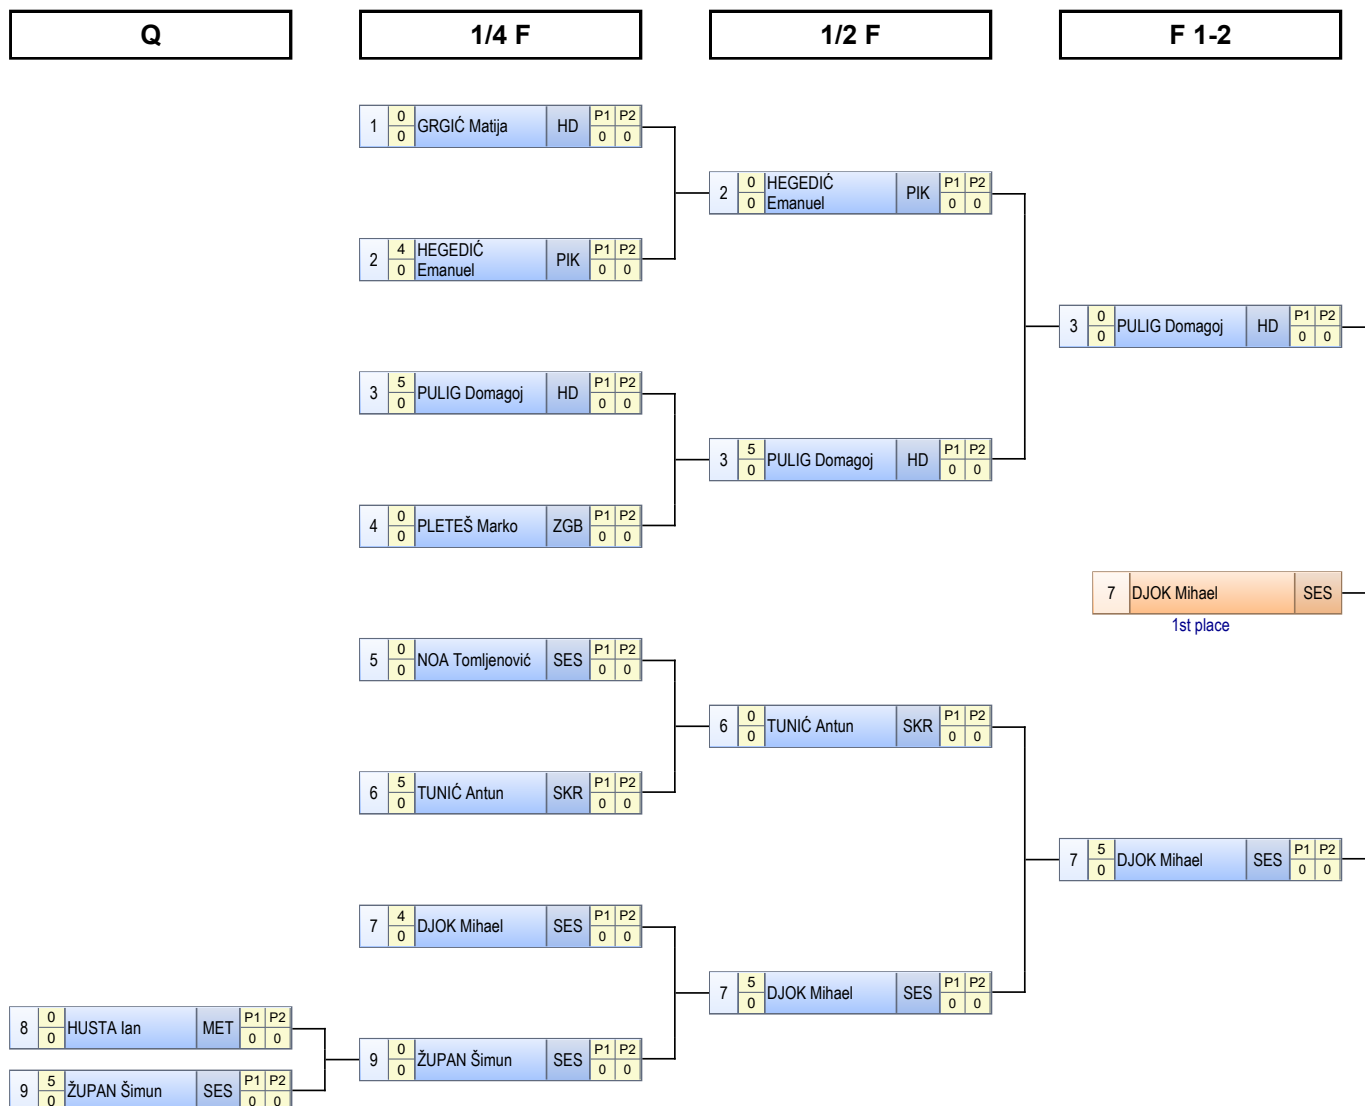 Q 1/4 F 1/2 F F 1-2
1 0 GRGIĆ Matija HD P1 P2
0 0 0
2 0 HEGEDIĆ Emanuel PIK P1 P2
0 0 0
2 4 HEGEDIĆ Emanuel PIK P1 P2
0 0 0
3 0 PULIG Domagoj HD P1 P2
0 0 0
3 5 PULIG Domagoj HD P1 P2
0 0 0
3 5 PULIG Domagoj HD P1 P2
0 0 0
4 0 PLETEŠ Marko ZGB P1 P2
0 0 0
7 DJOK Mihael SES
1st place
5 0 NOA Tomljenović SES P1 P2
0 0 0
6 0 TUNIĆ Antun SKR P1 P2
0 0 0
6 5 TUNIĆ Antun SKR P1 P2
0 0 0
7 5 DJOK Mihael SES P1 P2
0 0 0
7 4 DJOK Mihael SES P1 P2
0 0 0
7 5 DJOK Mihael SES P1 P2
0 0 0
8 0 HUSTA Ian MET P1 P2
0 0 0
9 0 ŽUPAN Šimun SES P1 P2
0 0 0
9 5 ŽUPAN Šimun SES P1 P2
0 0 0